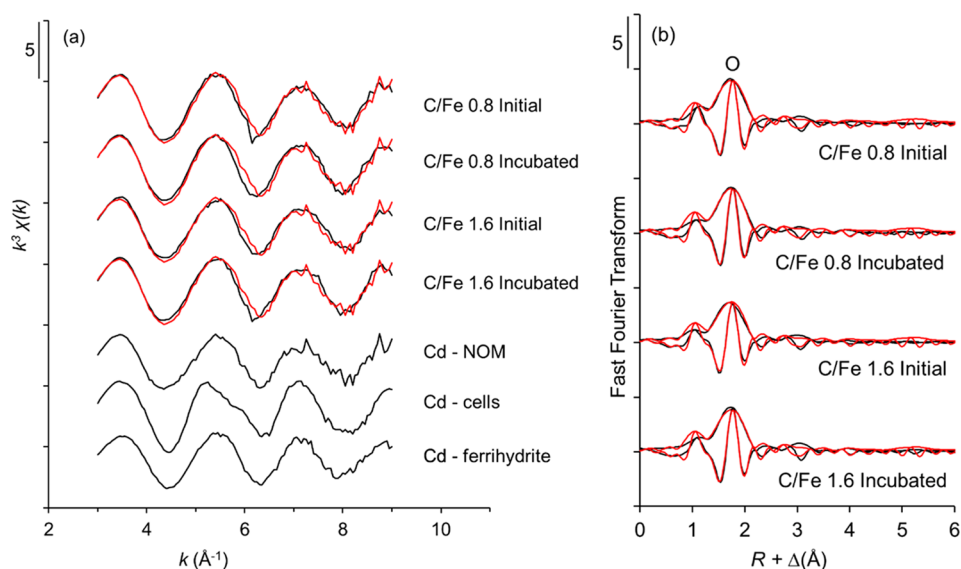 5
(a)
C/Fe 0.8 Initial
C/Fe 0.8 Incubated
C/Fe 1.6 Initial
C/Fe 1.6 Incubated
Cd - NOM
Cd - cells
Cd - ferrihydrite
k³ χ(k)
2 4 6 8 10
k (Å⁻¹)
5
(b)
O
C/Fe 0.8 Initial
C/Fe 0.8 Incubated
C/Fe 1.6 Initial
C/Fe 1.6 Incubated
Fast Fourier Transform
0 1 2 3 4 5 6
R + Δ(Å)